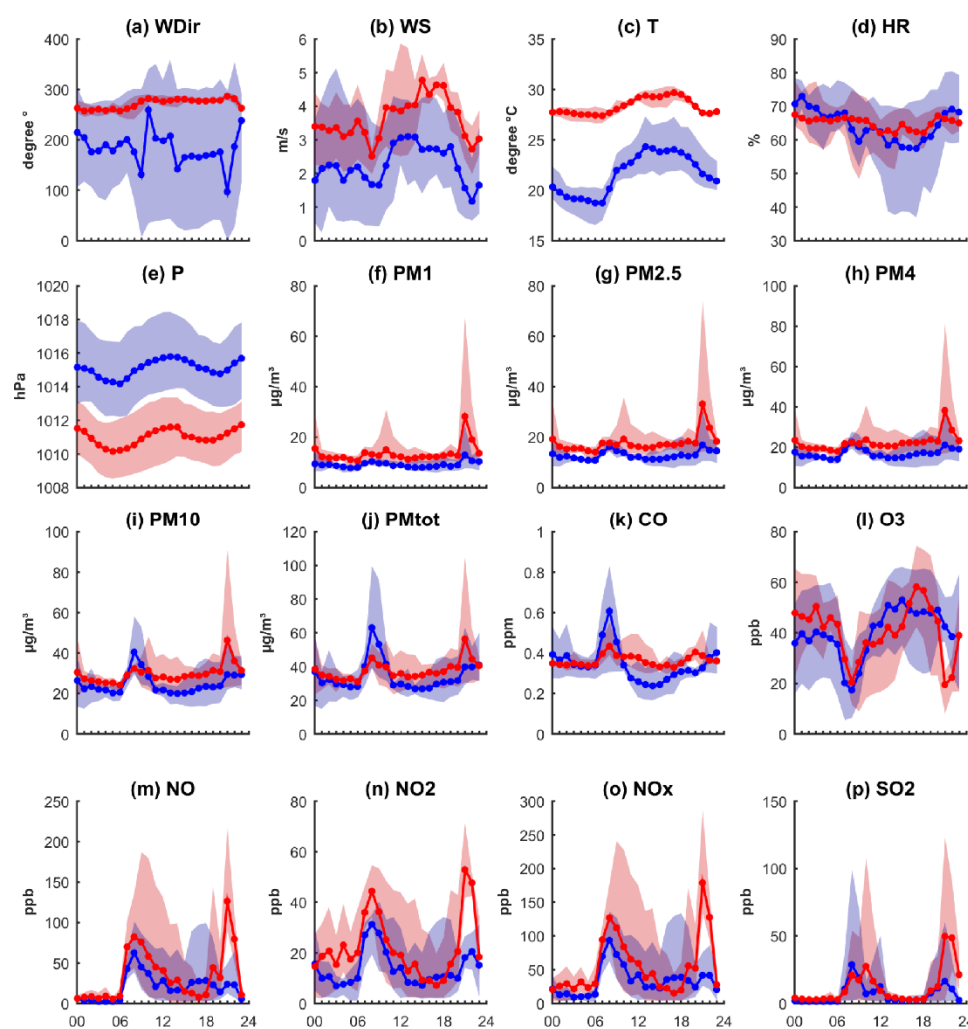 (a) WDir (b) WS (c) T (d) HR
400 300 200 100 0 degree °
6 5 4 3 2 1 0 m/s
35 30 25 20 15 degree °C
90 80 70 60 50 40 30 %
(e) P (f) PM1 (g) PM2.5 (h) PM4
1020 1018 1016 1014 1012 1010 1008 hPa
80 60 40 20 0 µg/m³
80 60 40 20 0 µg/m³
100 80 60 40 20 0 µg/m³
(i) PM10 (j) PMtot (k) CO (l) O3
100 80 60 40 20 0 µg/m³
120 100 80 60 40 20 0 µg/m³
1 0.8 0.6 0.4 0.2 0 ppm
80 60 40 20 0 ppb
(m) NO (n) NO2 (o) NOx (p) SO2
250 200 150 100 50 0 ppb
80 60 40 20 0 ppb
300 250 200 150 100 50 0 ppb
150 100 50 0 ppb
00 06 12 18 24 00 06 12 18 24 00 06 12 18 24 00 06 12 18 24